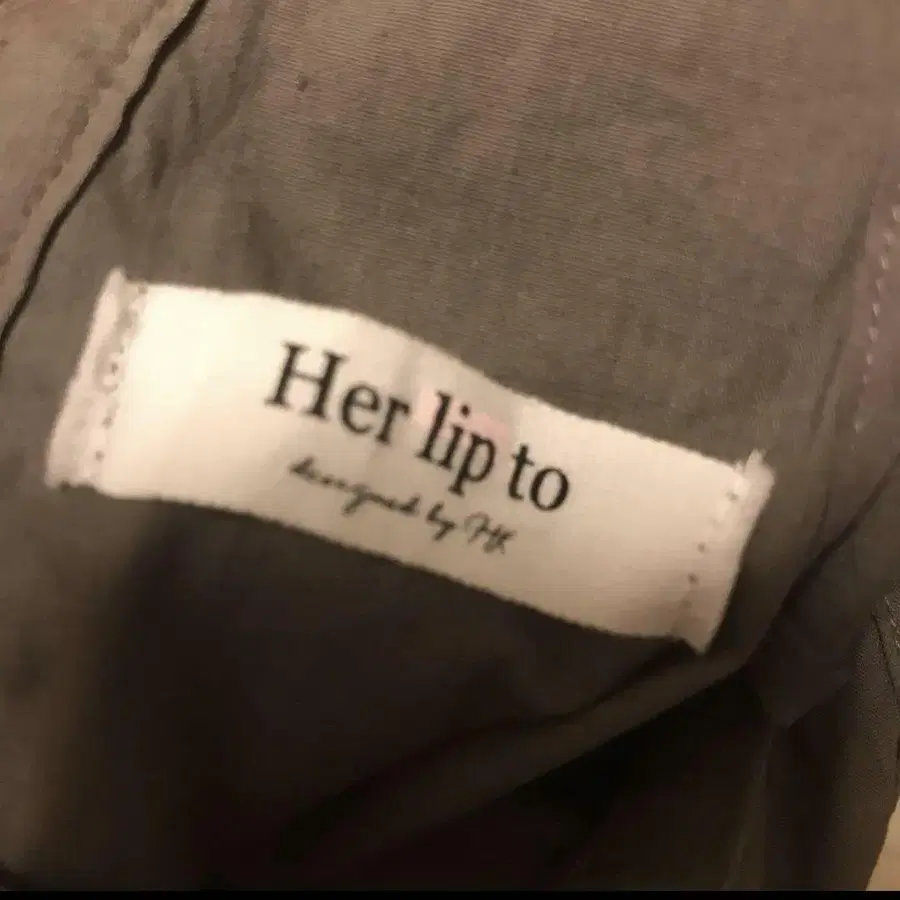 Her lip to
designed by HK